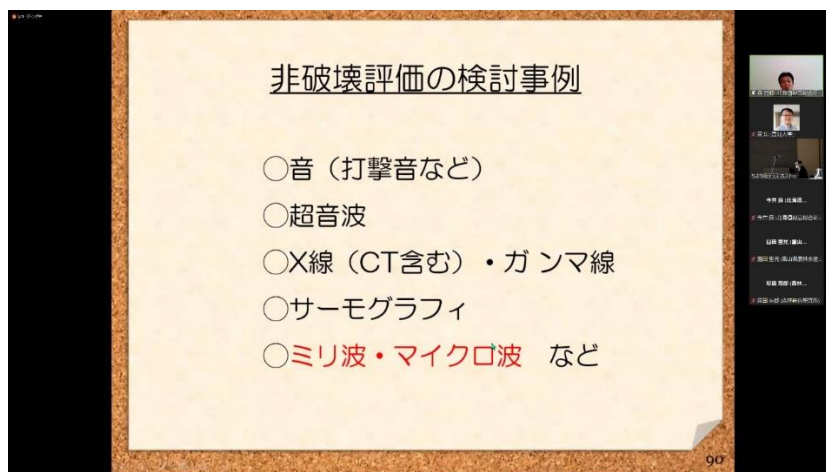 非破壊評価の検討事例
○音（打撃音など）
○超音波
○X線（CT含む）・ガンマ線
○サーモグラフィ
○ミリ波・マイクロ波　など
90